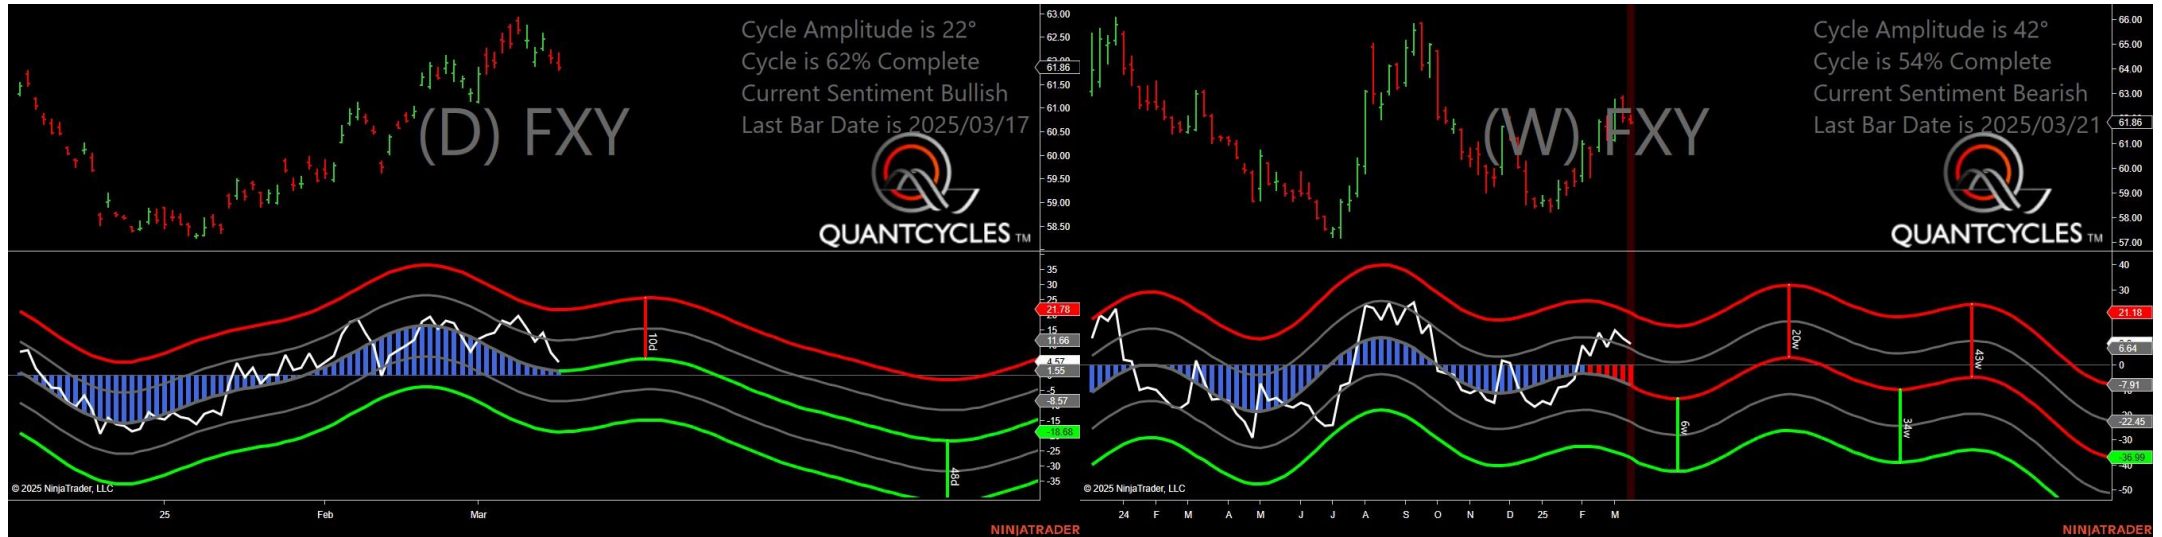 Cycle Amplitude is 22°
Cycle is 62% Complete
Current Sentiment Bullish
Last Bar Date is 2025/03/17
(D) FXY
QUANTCYCLES TM
63.00
62.50
61.86
61.50
61.00
60.50
60.00
59.50
59.00
58.50
35
30
25
21.78
15
11.66
4.57
1.55
-5
-8.57
-15
-18.68
-25
-30
-35
10d
48d
© 2025 NinjaTrader, LLC
25 Feb Mar
NINJATRADER
Cycle Amplitude is 42°
Cycle is 54% Complete
Current Sentiment Bearish
Last Bar Date is 2025/03/21
(W) FXY
QUANTCYCLES TM
66.00
65.00
64.00
63.00
61.86
61.00
60.00
59.00
58.00
57.00
40
30
21.18
6.64
0
-7.91
-22.45
-30
-36.99
-40
-50
6w
20w
34w
43w
© 2025 NinjaTrader, LLC
24 F M A M J J A S O N D 25 F M
NINJATRADER